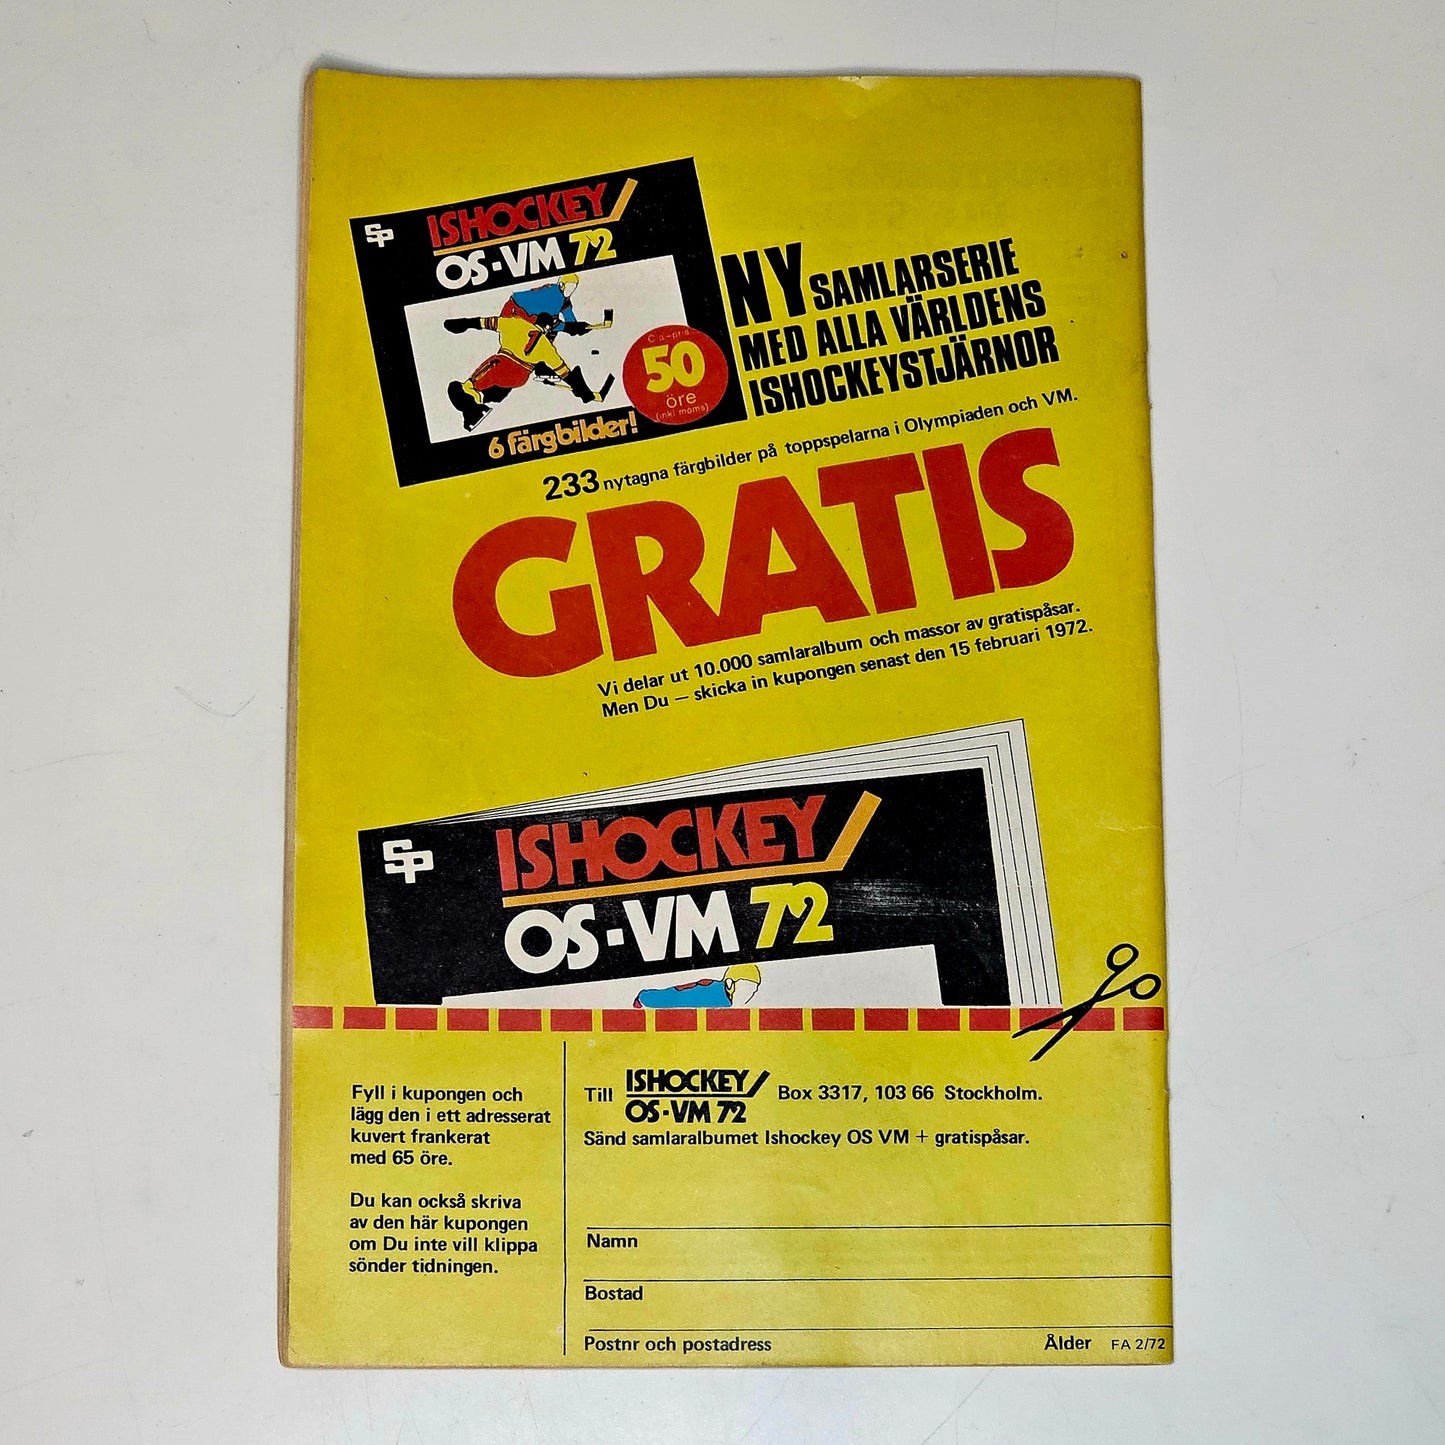 SP
ISHOCKEY
OS-VM 72
Ca-pris
50
öre
(inkl moms)
6 färgbilder!
NY SAMLARSERIE
MED ALLA VÄRLDENS
ISHOCKEYSTJÄRNOR
233 nytagna färgbilder på toppspelarna i Olympiaden och VM.
GRATIS
Vi delar ut 10.000 samlaralbum och massor av gratispåsar.
Men Du — skicka in kupongen senast den 15 februari 1972.
SP
ISHOCKEY
OS-VM 72
Fyll i kupongen och
lägg den i ett adresserat
kuvert frankerat
med 65 öre.
Du kan också skriva
av den här kupongen
om Du inte vill klippa
sönder tidningen.
Till ISHOCKEY OS-VM 72 Box 3317, 103 66 Stockholm.
Sänd samlaralbumet Ishockey OS VM + gratispåsar.
Namn
Bostad
Postnr och postadress Ålder FA 2/72